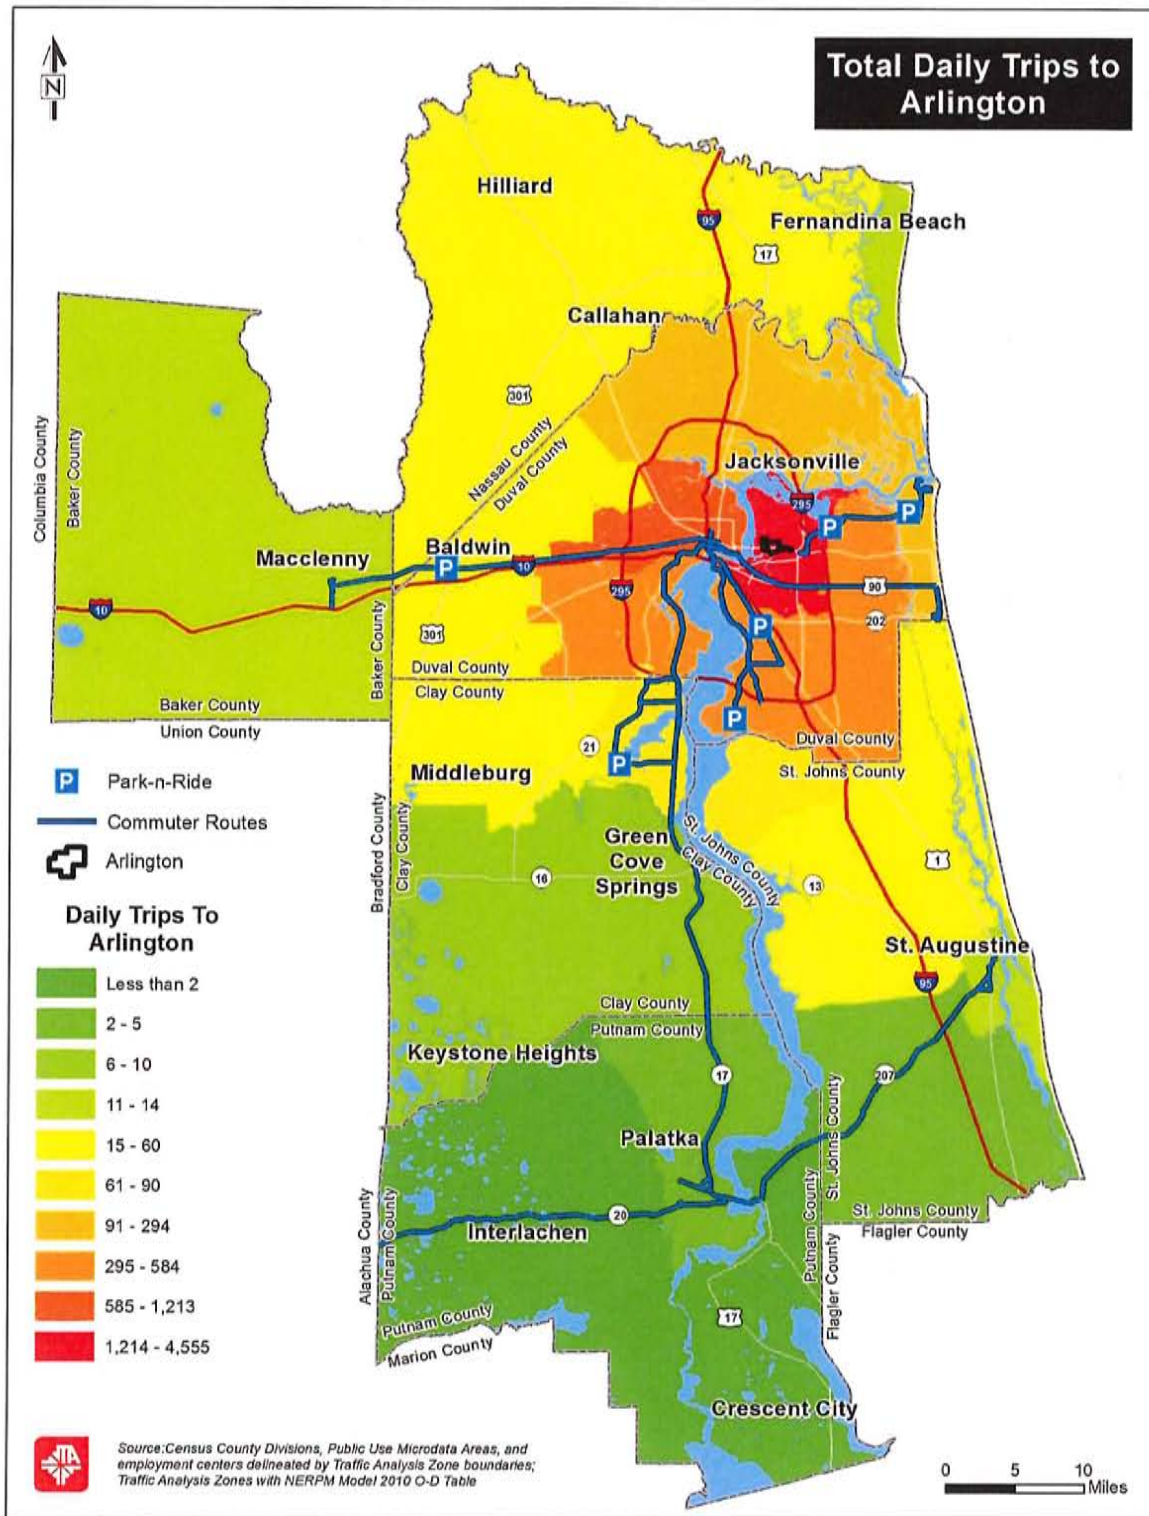 Total Daily Trips to
Arlington
N
Hilliard
95
Fernandina Beach
17
Callahan
301
Nassau County
Duval County
Columbia County
Baker County
Jacksonville
295
P
P
Macclenny
Baldwin
P
10
10
295
90
202
P
301
Baker County
Duval County
Clay County
Baker County
Union County
P
21
P
Duval County
St. Johns County
Middleburg
P Park-n-Ride
Commuter Routes
Arlington
Bradford County
Clay County
Green
Cove
Springs
St. Johns County
Clay County
16
13
1
St. Augustine
95
Daily Trips To
Arlington
Less than 2
2 - 5
6 - 10
11 - 14
15 - 60
61 - 90
91 - 294
295 - 584
585 - 1,213
1,214 - 4,555
Clay County
Putnam County
Keystone Heights
17
207
St. Johns County
Putnam County
Palatka
Alachua County
Putnam County
Interlachen
20
St. Johns County
Flagler County
Flagler County
Putnam County
Marion County
17
Crescent City
JTA
Source:Census County Divisions, Public Use Microdata Areas, and
employment centers delineated by Traffic Analysis Zone boundaries;
Traffic Analysis Zones with NERPM Model 2010 O-D Table
0 5 10
Miles